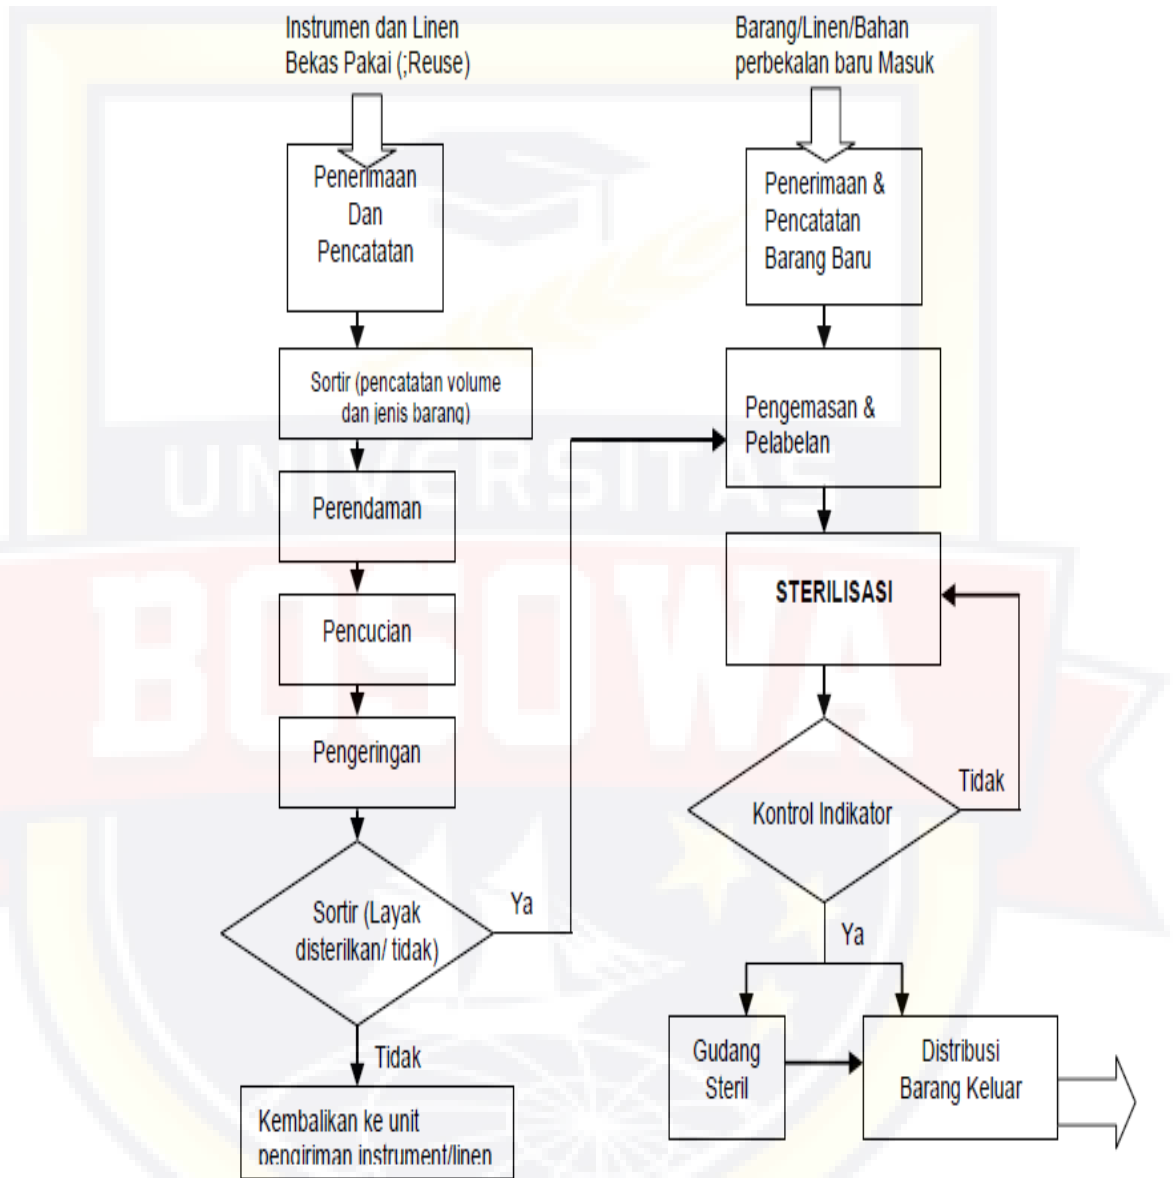 Instrumen dan Linen
Bekas Pakai (;Reuse)
Penerimaan
Dan
Pencatatan
Sortir (pencatatan volume
dan jenis barang)
Perendaman
Pencucian
Pengeringan
Sortir (Layak
disterilkan/ tidak)
Ya
Tidak
Kembalikan ke unit
pengiriman instrument/linen
Barang/Linen/Bahan
perbekalan baru Masuk
Penerimaan &
Pencatatan
Barang Baru
Pengemasan &
Pelabelan
STERILISASI
Kontrol Indikator
Tidak
Ya
Gudang
Steril
Distribusi
Barang Keluar
UNIVERSITAS
BOSOWA